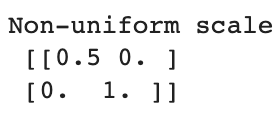 Non-uniform scale
[[0.5 0. ]
[0.  1. ]]